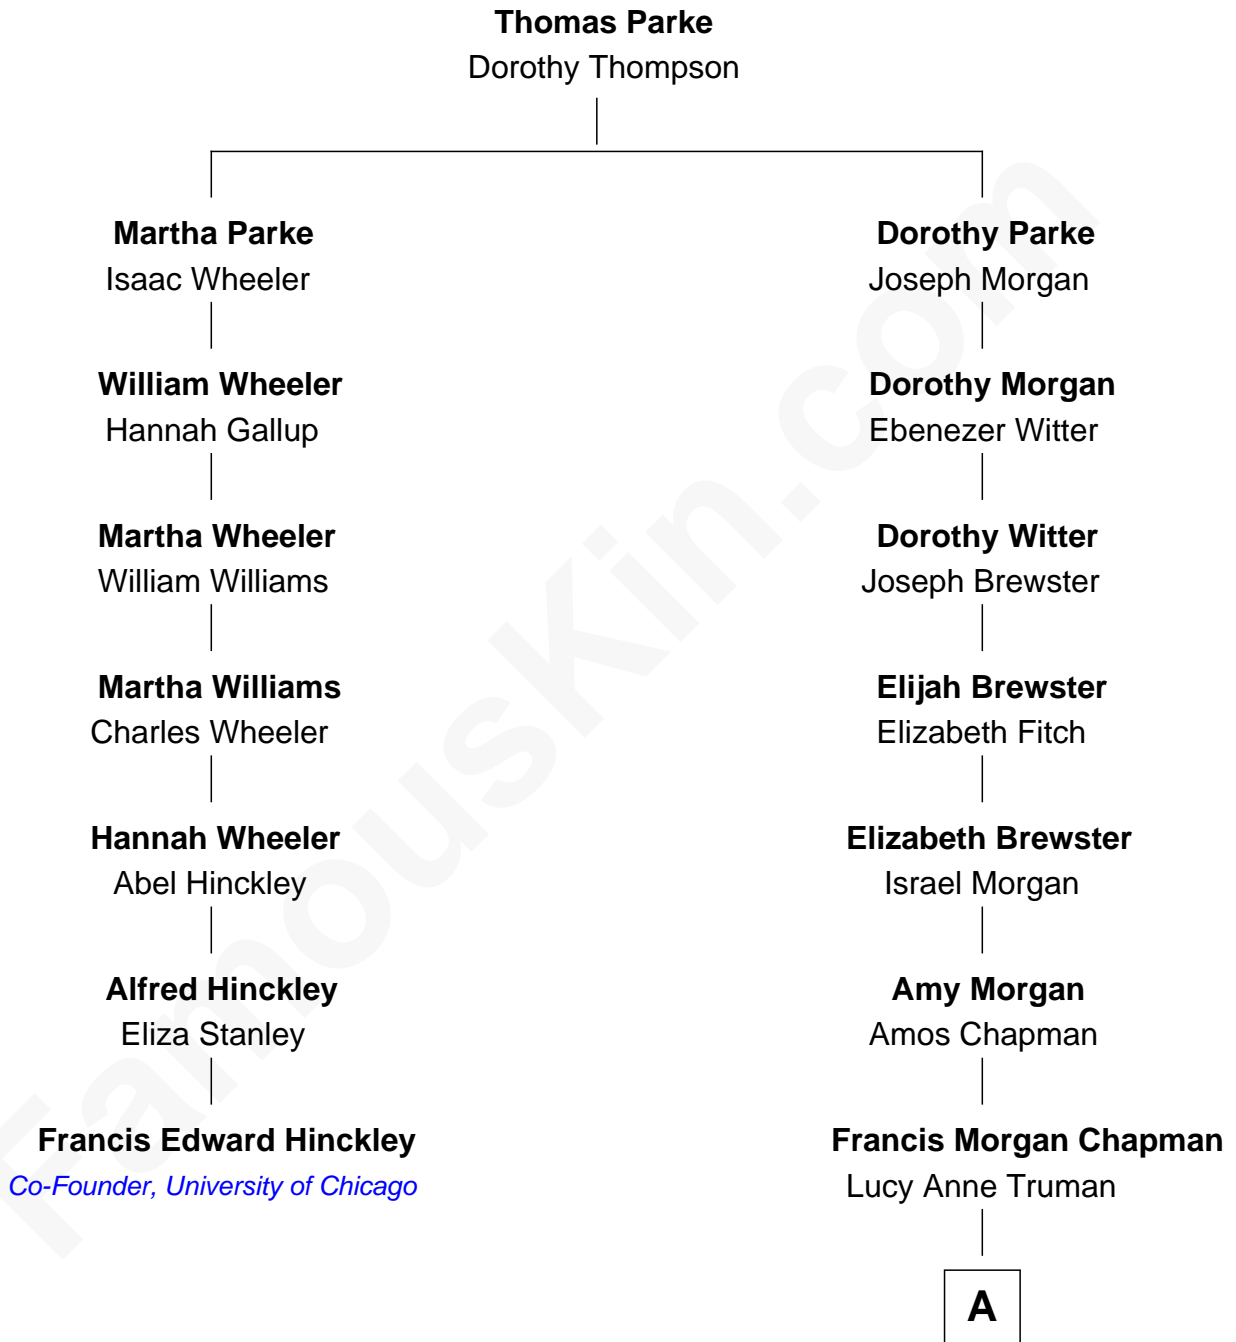 Thomas Parke
Dorothy Thompson
Martha Parke
Isaac Wheeler
Dorothy Parke
Joseph Morgan
William Wheeler
Hannah Gallup
Dorothy Morgan
Ebenezer Witter
Martha Wheeler
William Williams
Dorothy Witter
Joseph Brewster
Martha Williams
Charles Wheeler
Elijah Brewster
Elizabeth Fitch
Hannah Wheeler
Abel Hinckley
Elizabeth Brewster
Israel Morgan
Alfred Hinckley
Eliza Stanley
Amy Morgan
Amos Chapman
Francis Edward Hinckley
Co-Founder, University of Chicago
Francis Morgan Chapman
Lucy Anne Truman
A
FamousKin.com